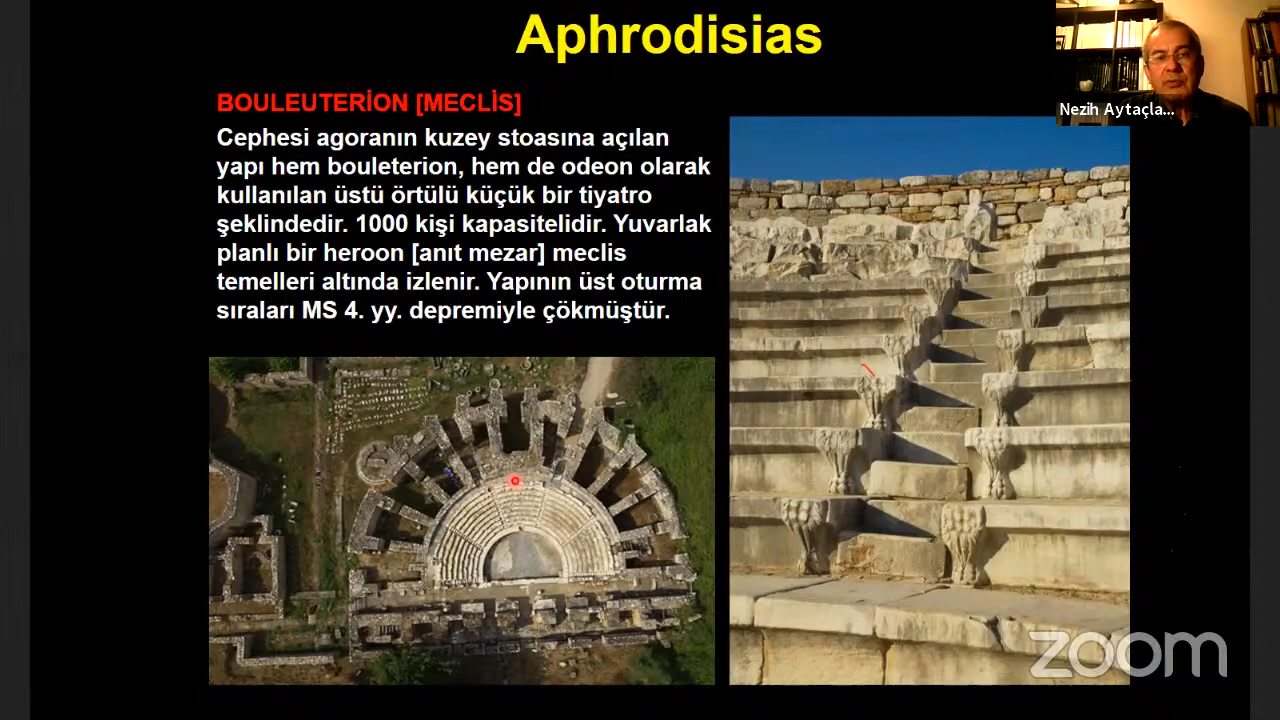 Aphrodisias
Nezih Aytaçla...
BOULEUTERİON [MECLİS]
Cephesi agoranın kuzey stoasına açılan
yapı hem bouleterion, hem de odeon olarak
kullanılan üstü örtülü küçük bir tiyatro
şeklindedir. 1000 kişi kapasitelidir. Yuvarlak
planlı bir heroon [anıt mezar] meclis
temelleri altında izlenir. Yapının üst oturma
sıraları MS 4. yy. depremiyle çökmüştür.
zoom